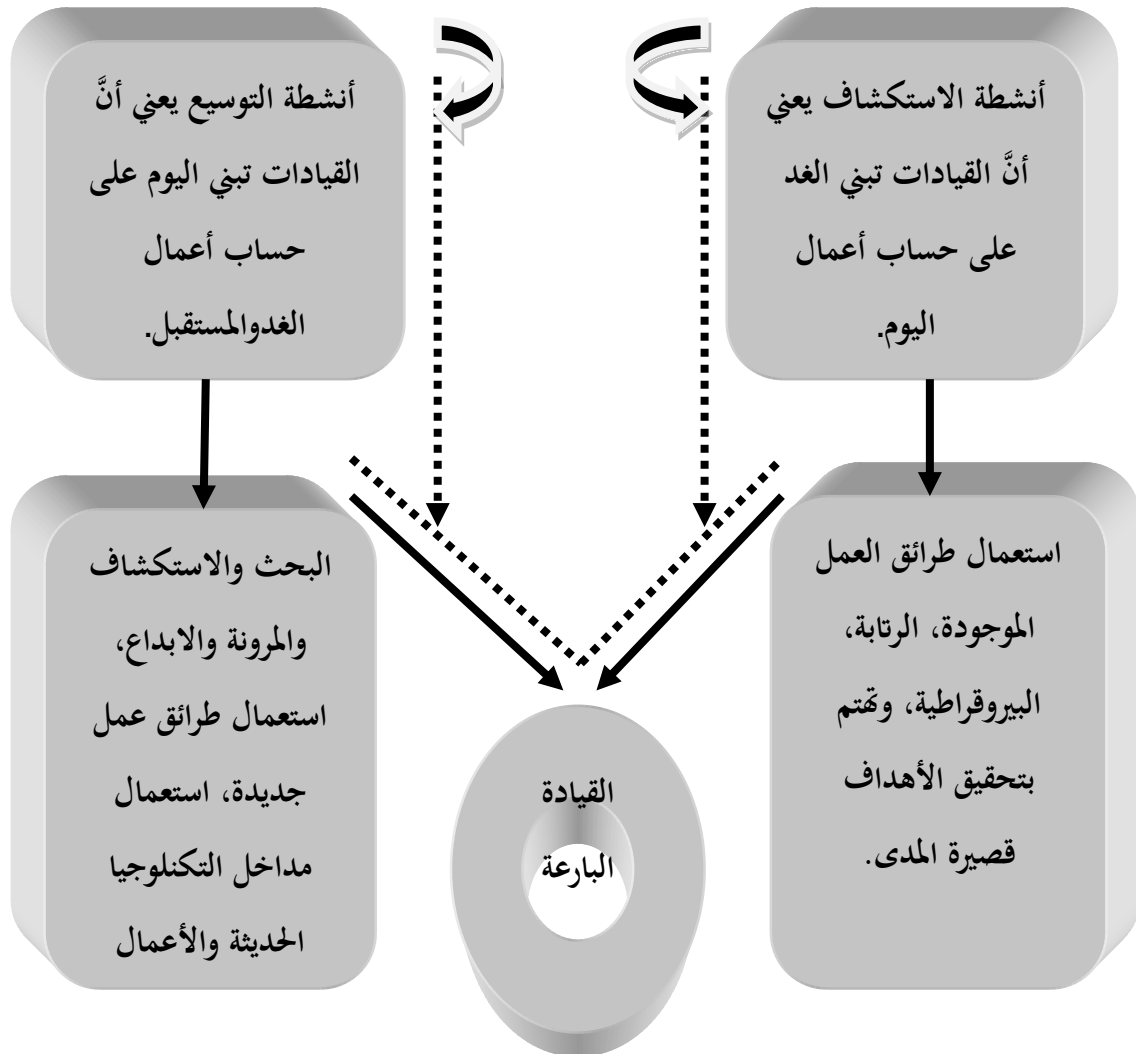 أنشطة الاستكشاف يعني
أنَّ القيادات تبني الغد
على حساب أعمال
اليوم.
أنشطة التوسيع يعني أنَّ
القيادات تبني اليوم على
حساب أعمال
الغدوالمستقبل.
استعمال طرائق العمل
الموجودة، الرتابة،
البيروقراطية، وتهتم
بتحقيق الأهداف
قصيرة المدى.
البحث والاستكشاف
والمرونة والابداع،
استعمال طرائق عمل
جديدة، استعمال
مداخل التكنلوجيا
الحديثة والأعمال
القيادة
البارعة